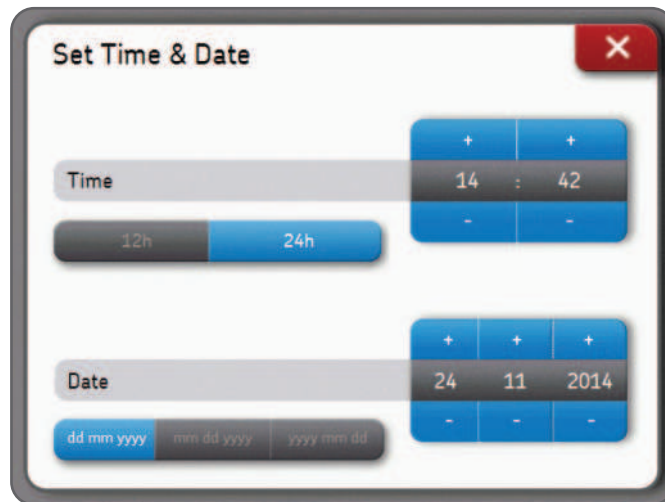 Set Time & Date
+ +
Time 14 : 42
- -
12h 24h
+ + +
Date 24 11 2014
- - -
dd mm yyyy mm dd yyyy yyyy mm dd